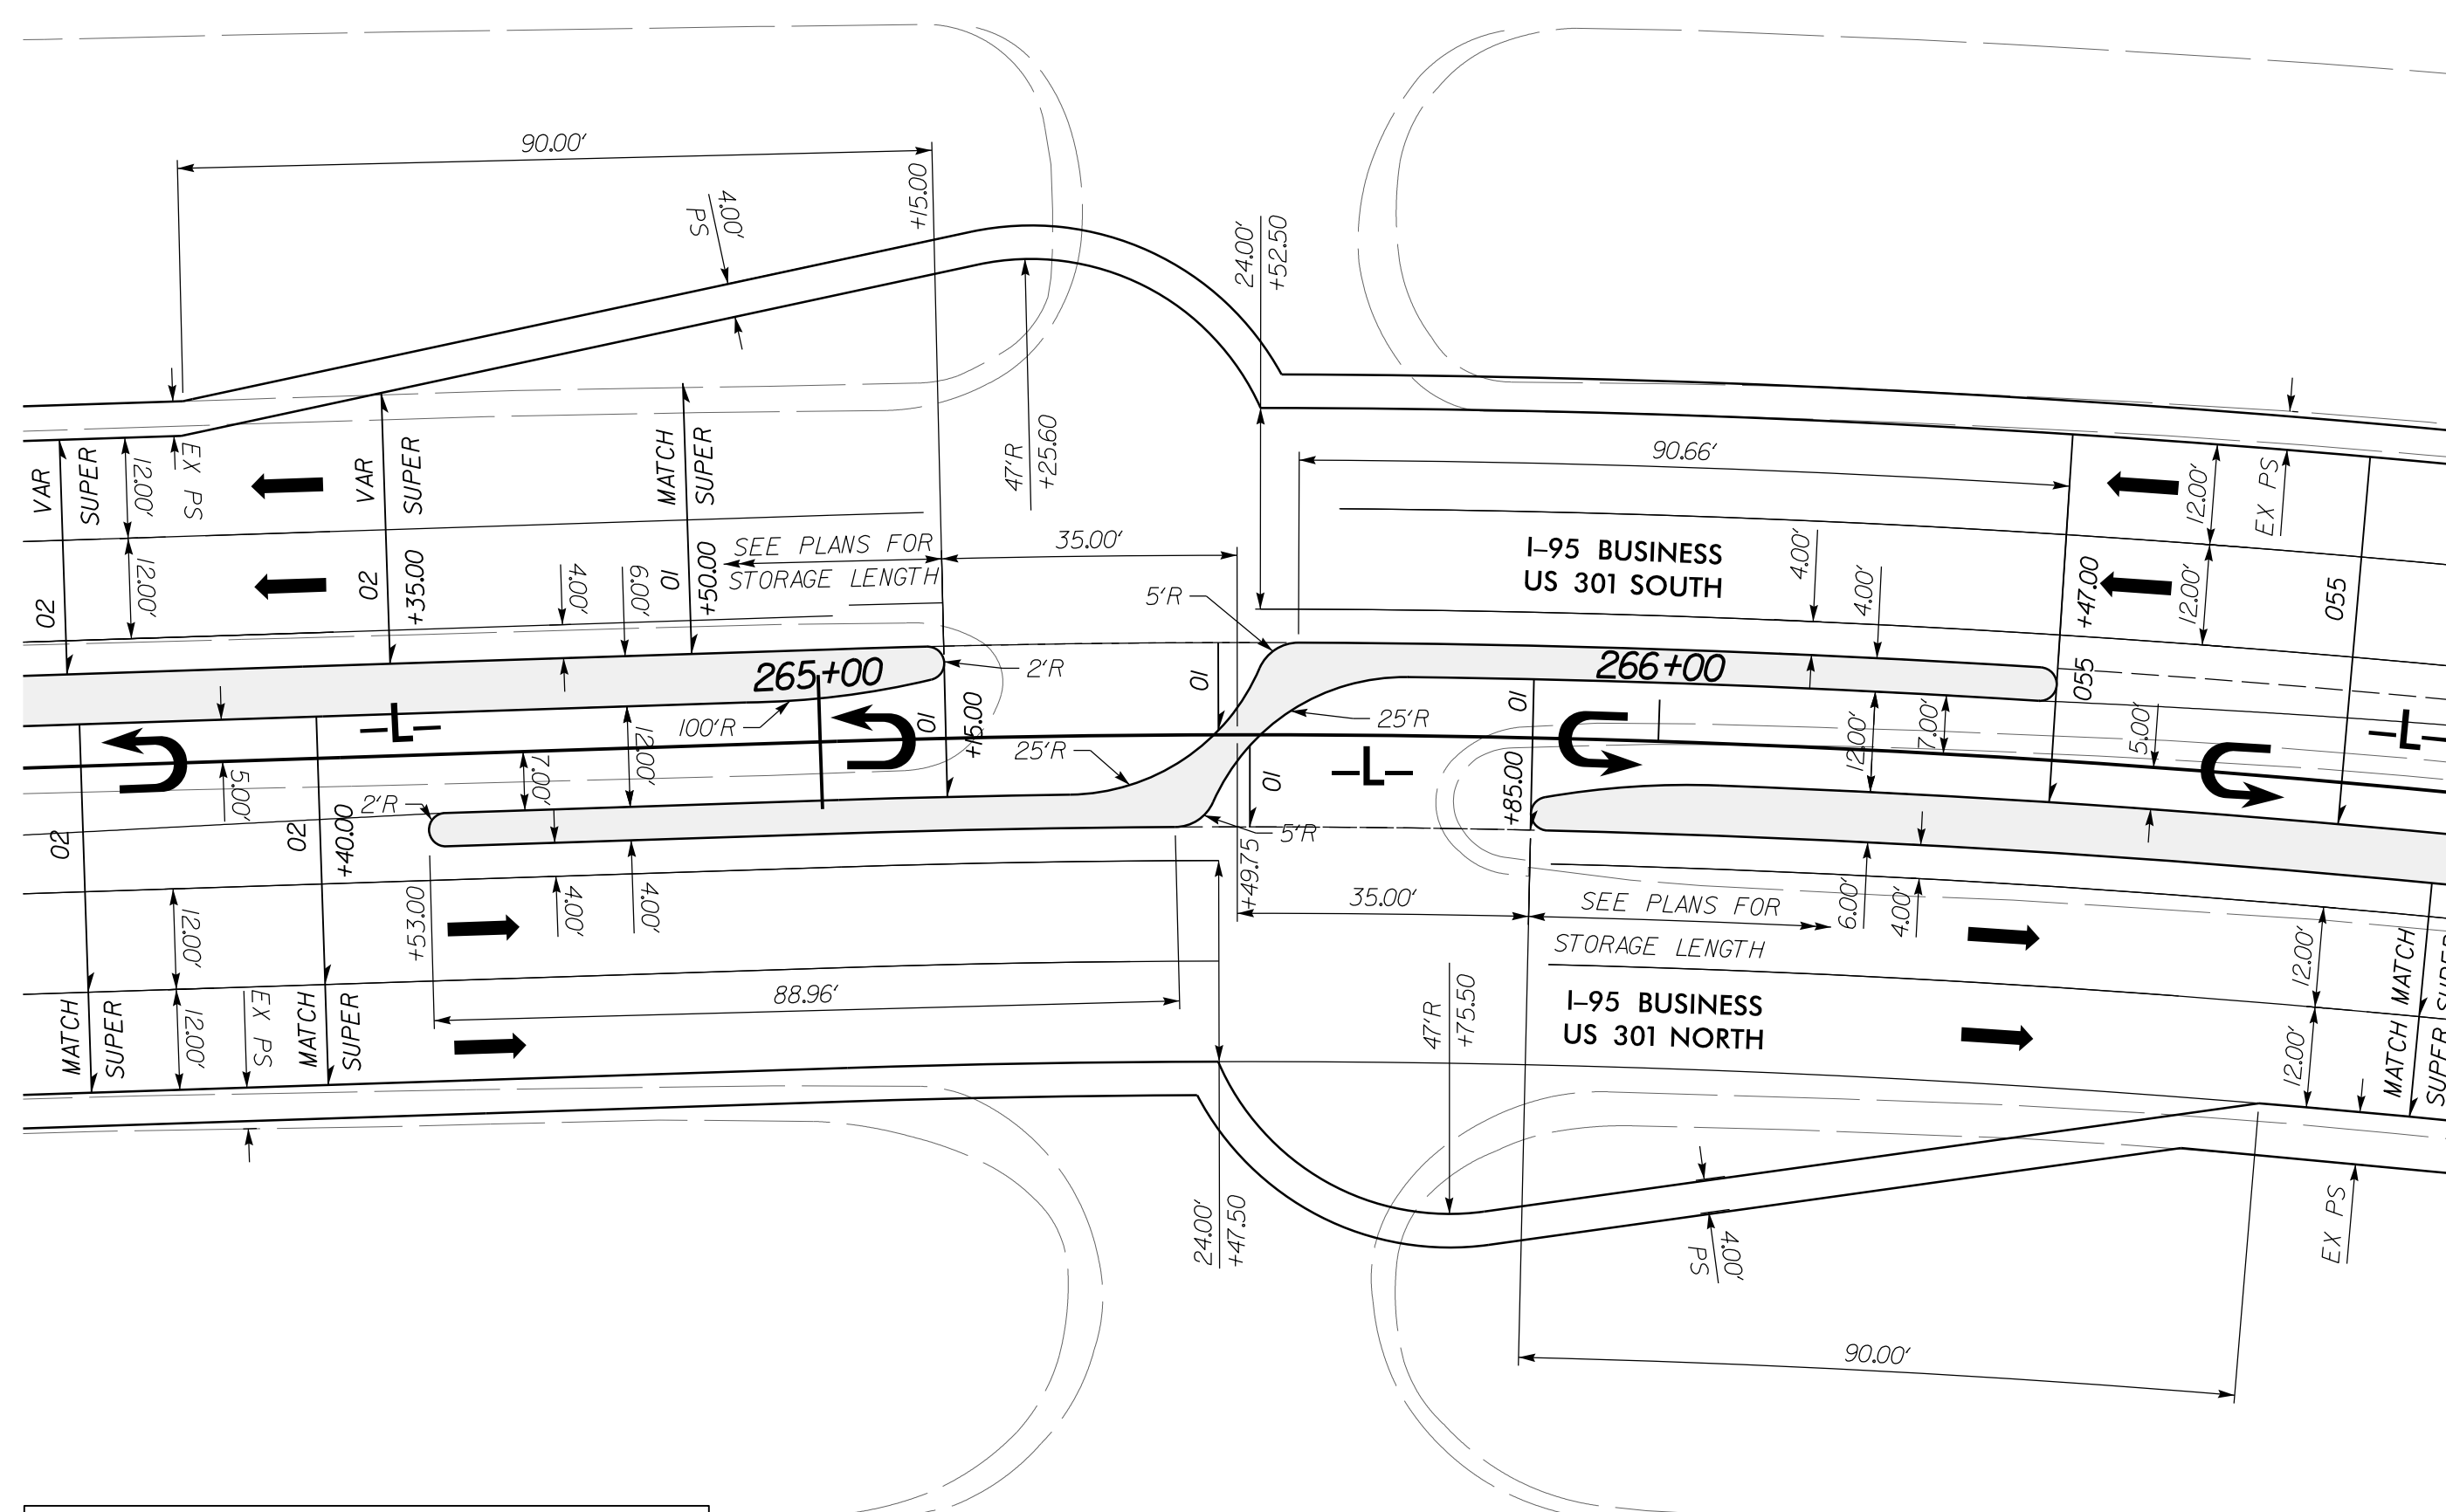 90.00'
+15.00
4.00'
PS
24.00'
+52.50
47'R
+25.60
90.66'
VAR
SUPER
12.00'
EX PS
VAR
SUPER
MATCH
SUPER
12.00'
EX PS
02
12.00'
02
+35.00
4.00'
6.00'
01
+50.00
SEE PLANS FOR
STORAGE LENGTH
35.00'
5'R
I-95 BUSINESS
US 301 SOUTH
4.00'
4.00'
+47.00
12.00'
055
265+00
2'R
01
266+00
055
-L-
100'R
01
+15.00
25'R
25'R
01
12.00'
7.00'
5.00'
-L-
5.00'
7.00'
12.00'
2'R
25'R
01
-L-
+85.00
02
02
+40.00
5'R
+49.75
+53.00
4.00'
4.00'
35.00'
SEE PLANS FOR
STORAGE LENGTH
6.00'
4.00'
12.00'
12.00'
MATCH
SUPER
12.00'
EX PS
MATCH
SUPER
88.96'
47'R
+75.50
I-95 BUSINESS
US 301 NORTH
12.00'
MATCH
MATCH
SUPER
24.00'
+47.50
4.00'
PS
EX PS
90.00'